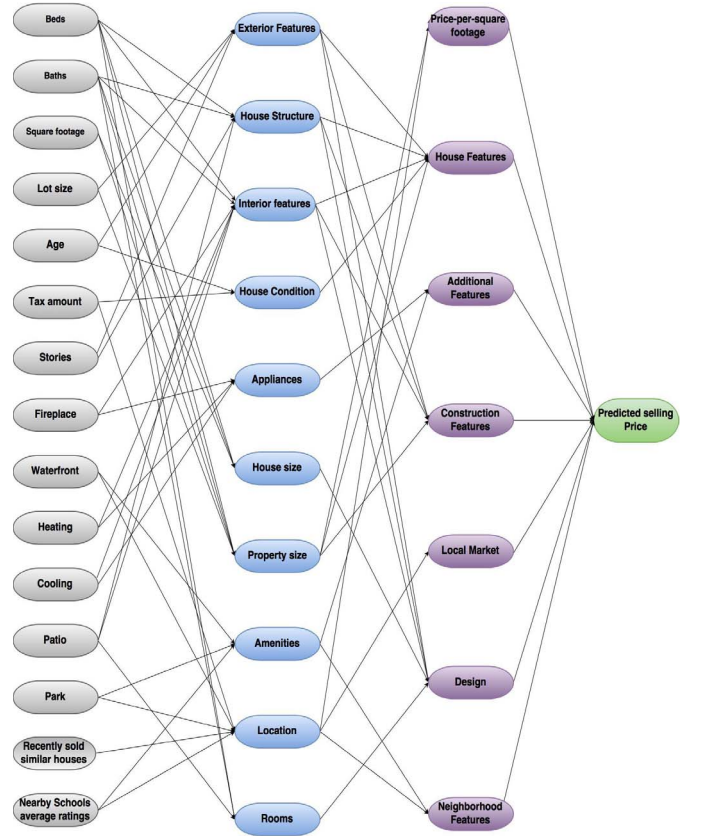 Beds
Baths
Square footage
Lot size
Age
Tax amount
Stories
Fireplace
Waterfront
Heating
Cooling
Patio
Park
Recently sold
similar houses
Nearby Schools
average ratings
Exterior Features
House Structure
Interior features
House Condition
Appliances
House size
Property size
Amenities
Location
Rooms
Price-per-square
footage
House Features
Additional
Features
Construction
Features
Local Market
Design
Neighborhood
Features
Predicted selling
Price